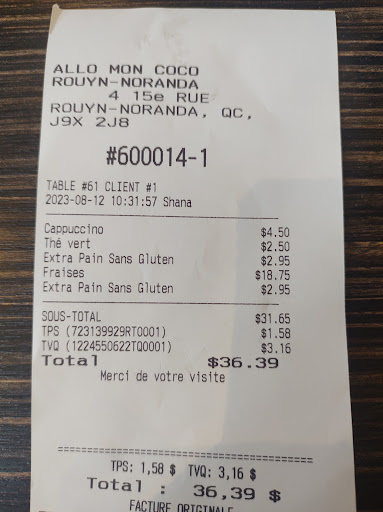 ALLO MON COCO
ROUYN-NORANDA
4 15e RUE
ROUYN-NORANDA, QC,
J9X 2J8
#600014-1
TABLE #61 CLIENT #1
2023-08-12 10:31:57 Shana
Cappuccino $4.50
Thé vert $2.50
Extra Pain Sans Gluten $2.95
Fraises $18.75
Extra Pain Sans Gluten $2.95
SOUS-TOTAL $31.65
TPS (723139929RT0001) $1.58
TVQ (1224550622TQ0001) $3.16
Total $36.39
Merci de votre visite
TPS: 1,58 $ TVQ: 3,16 $
Total : 36,39 $
FACTURE ORIGINALE